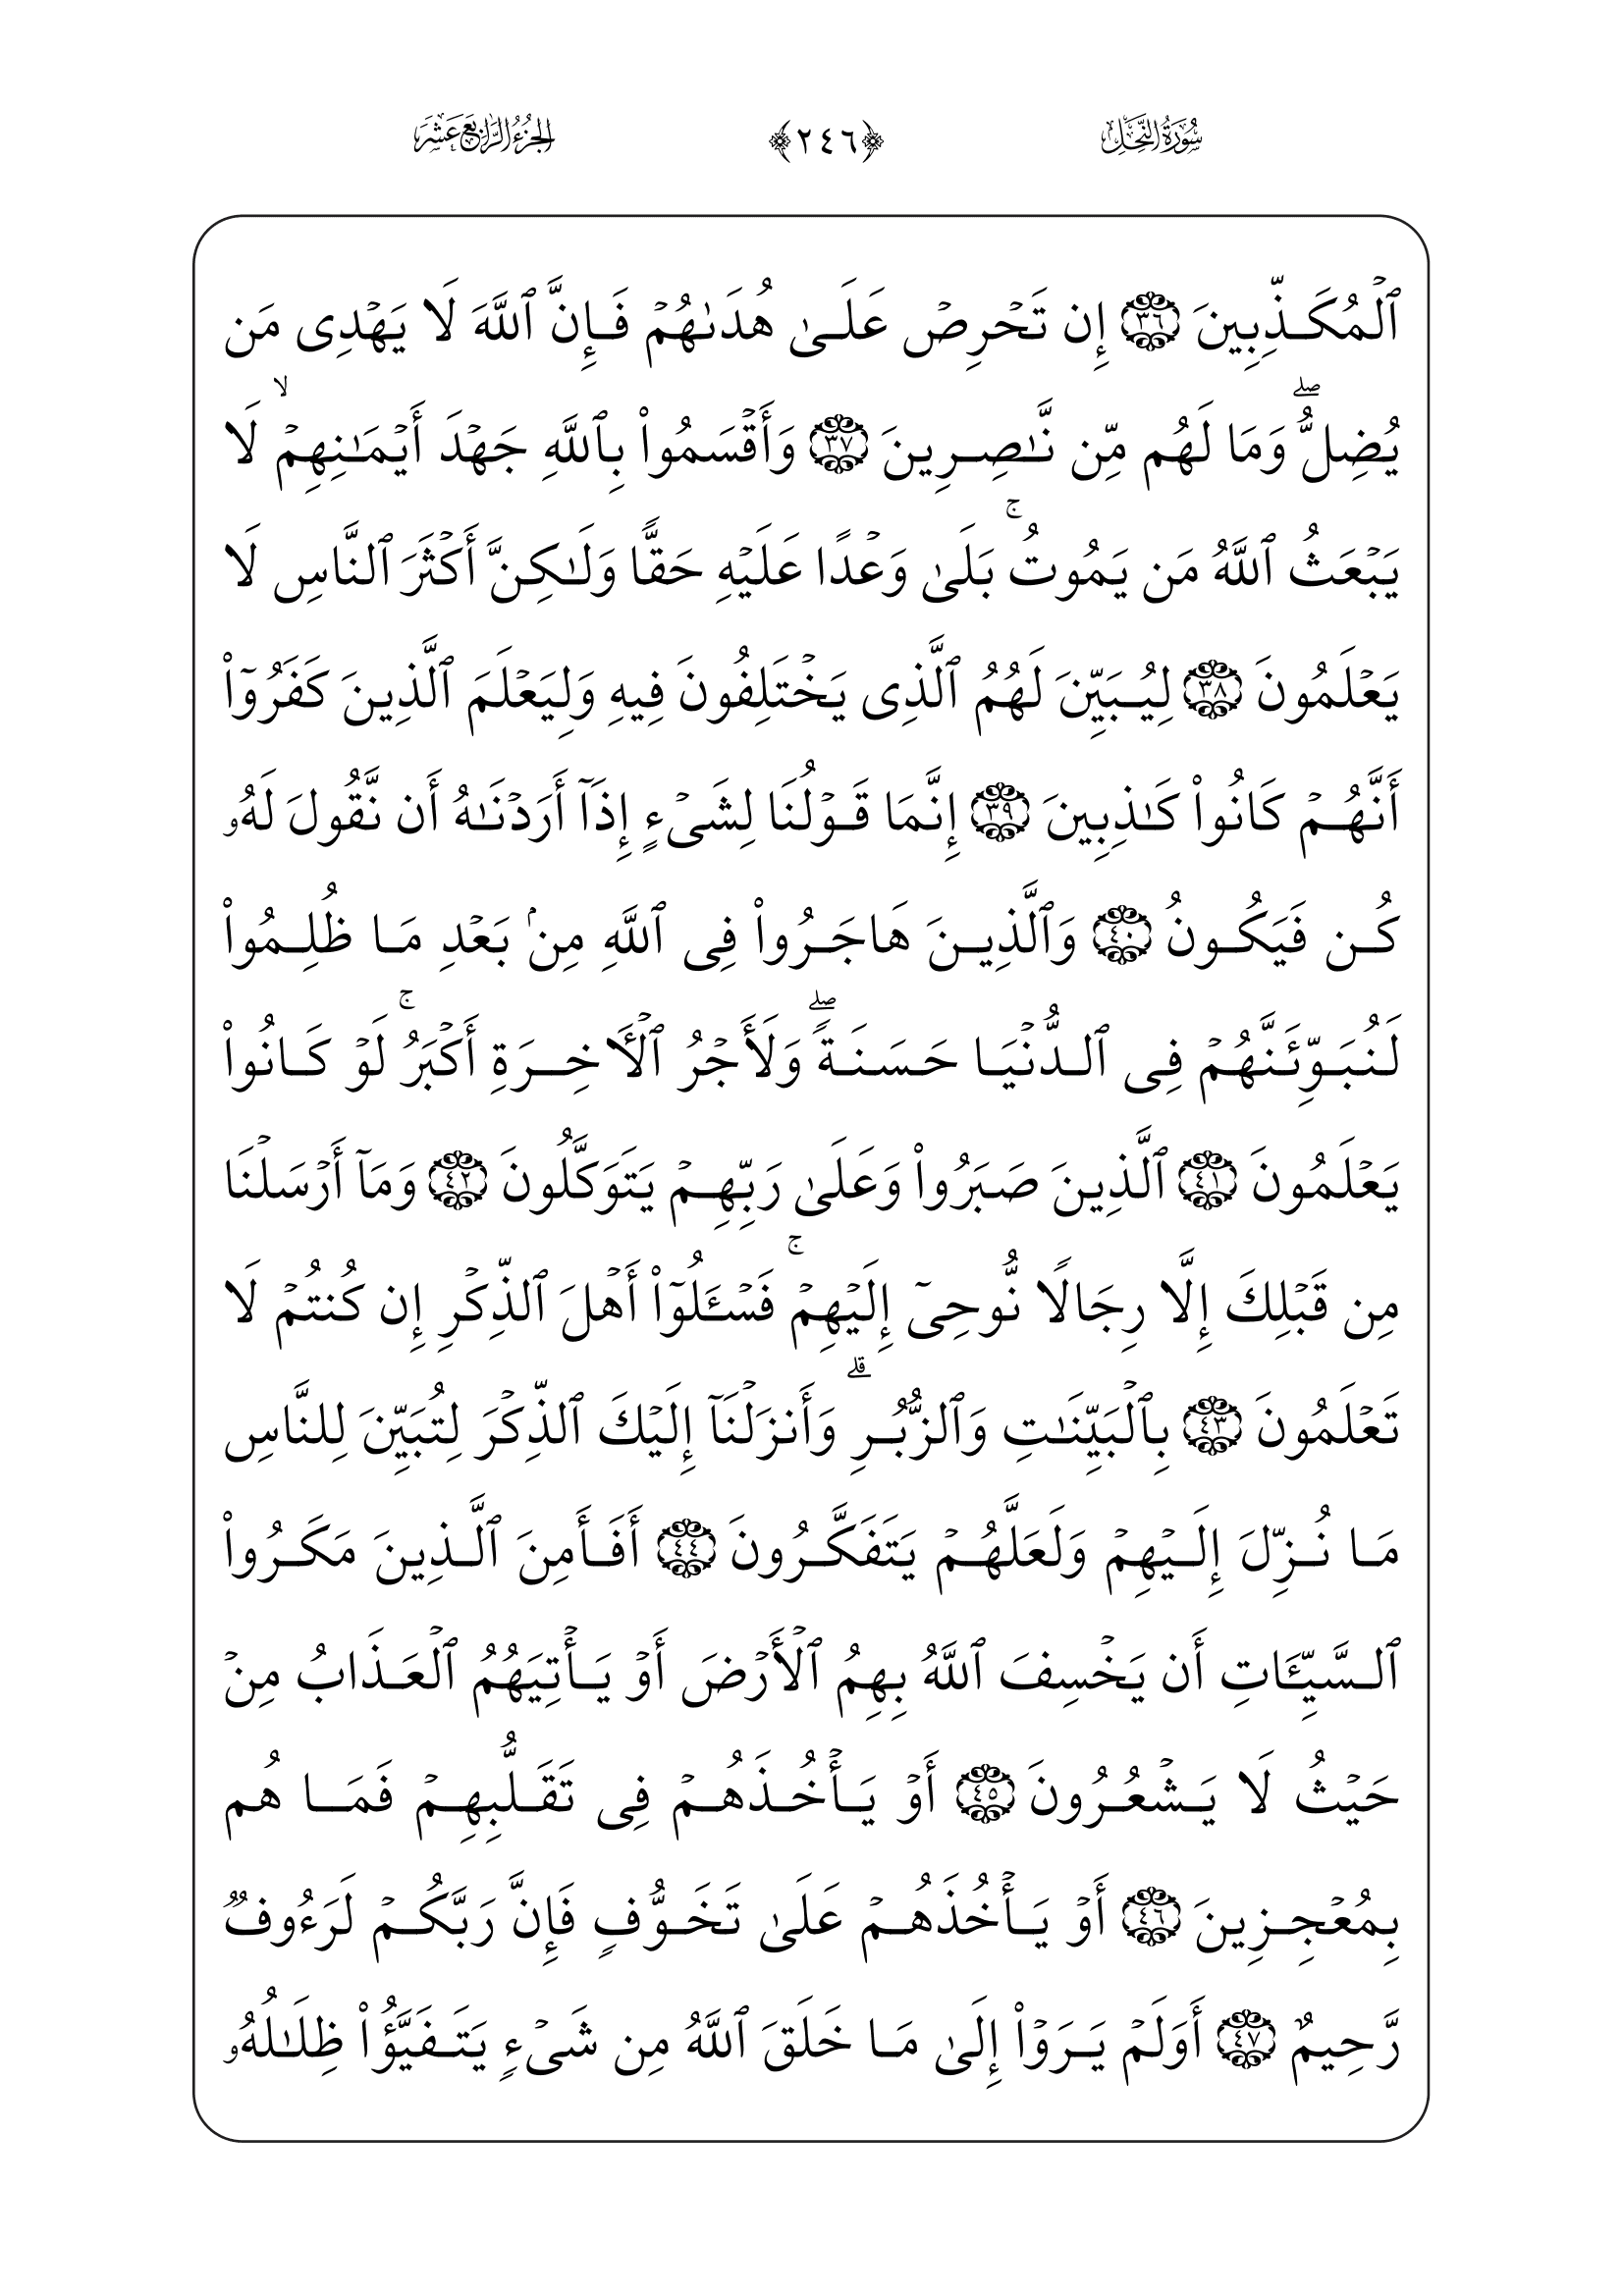 سُورَةُ النَّحۡلِ ﴿٢٤٦﴾ الجُزءُ الرَّابِعَ عَشَرَ
ٱلۡمُكَذِّبِينَ ٣٦ إِن تَحۡرِصۡ عَلَىٰ هُدَىٰهُمۡ فَإِنَّ ٱللَّهَ لَا يَهۡدِى مَن
يُضِلُّۖ وَمَا لَهُم مِّن نَّٰصِرِينَ ٣٧ وَأَقۡسَمُوا۟ بِٱللَّهِ جَهۡدَ أَيۡمَٰنِهِمۡۙ لَا
يَبۡعَثُ ٱللَّهُ مَن يَمُوتُۚ بَلَىٰ وَعۡدًا عَلَيۡهِ حَقًّا وَلَٰكِنَّ أَكۡثَرَ ٱلنَّاسِ لَا
يَعۡلَمُونَ ٣٨ لِيُبَيِّنَ لَهُمُ ٱلَّذِى يَخۡتَلِفُونَ فِيهِ وَلِيَعۡلَمَ ٱلَّذِينَ كَفَرُوٓا۟
أَنَّهُمۡ كَانُوا۟ كَٰذِبِينَ ٣٩ إِنَّمَا قَوۡلُنَا لِشَىۡءٍ إِذَآ أَرَدۡنَٰهُ أَن نَّقُولَ لَهُۥ
كُن فَيَكُونُ ٤٠ وَٱلَّذِينَ هَاجَرُوا۟ فِى ٱللَّهِ مِنۢ بَعۡدِ مَا ظُلِمُوا۟
لَنُبَوِّئَنَّهُمۡ فِى ٱلدُّنۡيَا حَسَنَةًۖ وَلَأَجۡرُ ٱلۡأَخِرَةِ أَكۡبَرُۚ لَوۡ كَانُوا۟
يَعۡلَمُونَ ٤١ ٱلَّذِينَ صَبَرُوا۟ وَعَلَىٰ رَبِّهِمۡ يَتَوَكَّلُونَ ٤٢ وَمَآ أَرۡسَلۡنَا
مِن قَبۡلِكَ إِلَّا رِجَالًا نُّوحِىٓ إِلَيۡهِمۡۚ فَسۡـَٔلُوٓا۟ أَهۡلَ ٱلذِّكۡرِ إِن كُنتُمۡ لَا
تَعۡلَمُونَ ٤٣ بِٱلۡبَيِّنَٰتِ وَٱلزُّبُرِۗ وَأَنزَلۡنَآ إِلَيۡكَ ٱلذِّكۡرَ لِتُبَيِّنَ لِلنَّاسِ
مَا نُزِّلَ إِلَيۡهِمۡ وَلَعَلَّهُمۡ يَتَفَكَّرُونَ ٤٤ أَفَأَمِنَ ٱلَّذِينَ مَكَرُوا۟
ٱلسَّيِّـَٔاتِ أَن يَخۡسِفَ ٱللَّهُ بِهِمُ ٱلۡأَرۡضَ أَوۡ يَأۡتِيَهُمُ ٱلۡعَذَابُ مِنۡ
حَيۡثُ لَا يَشۡعُرُونَ ٤٥ أَوۡ يَأۡخُذَهُمۡ فِى تَقَلُّبِهِمۡ فَمَا هُم
بِمُعۡجِزِينَ ٤٦ أَوۡ يَأۡخُذَهُمۡ عَلَىٰ تَخَوُّفٍ فَإِنَّ رَبَّكُمۡ لَرَءُوفٌ
رَّحِيمٌ ٤٧ أَوَلَمۡ يَرَوۡا۟ إِلَىٰ مَا خَلَقَ ٱللَّهُ مِن شَىۡءٍ يَتَفَيَّؤُا۟ ظِلَٰلُهُۥ